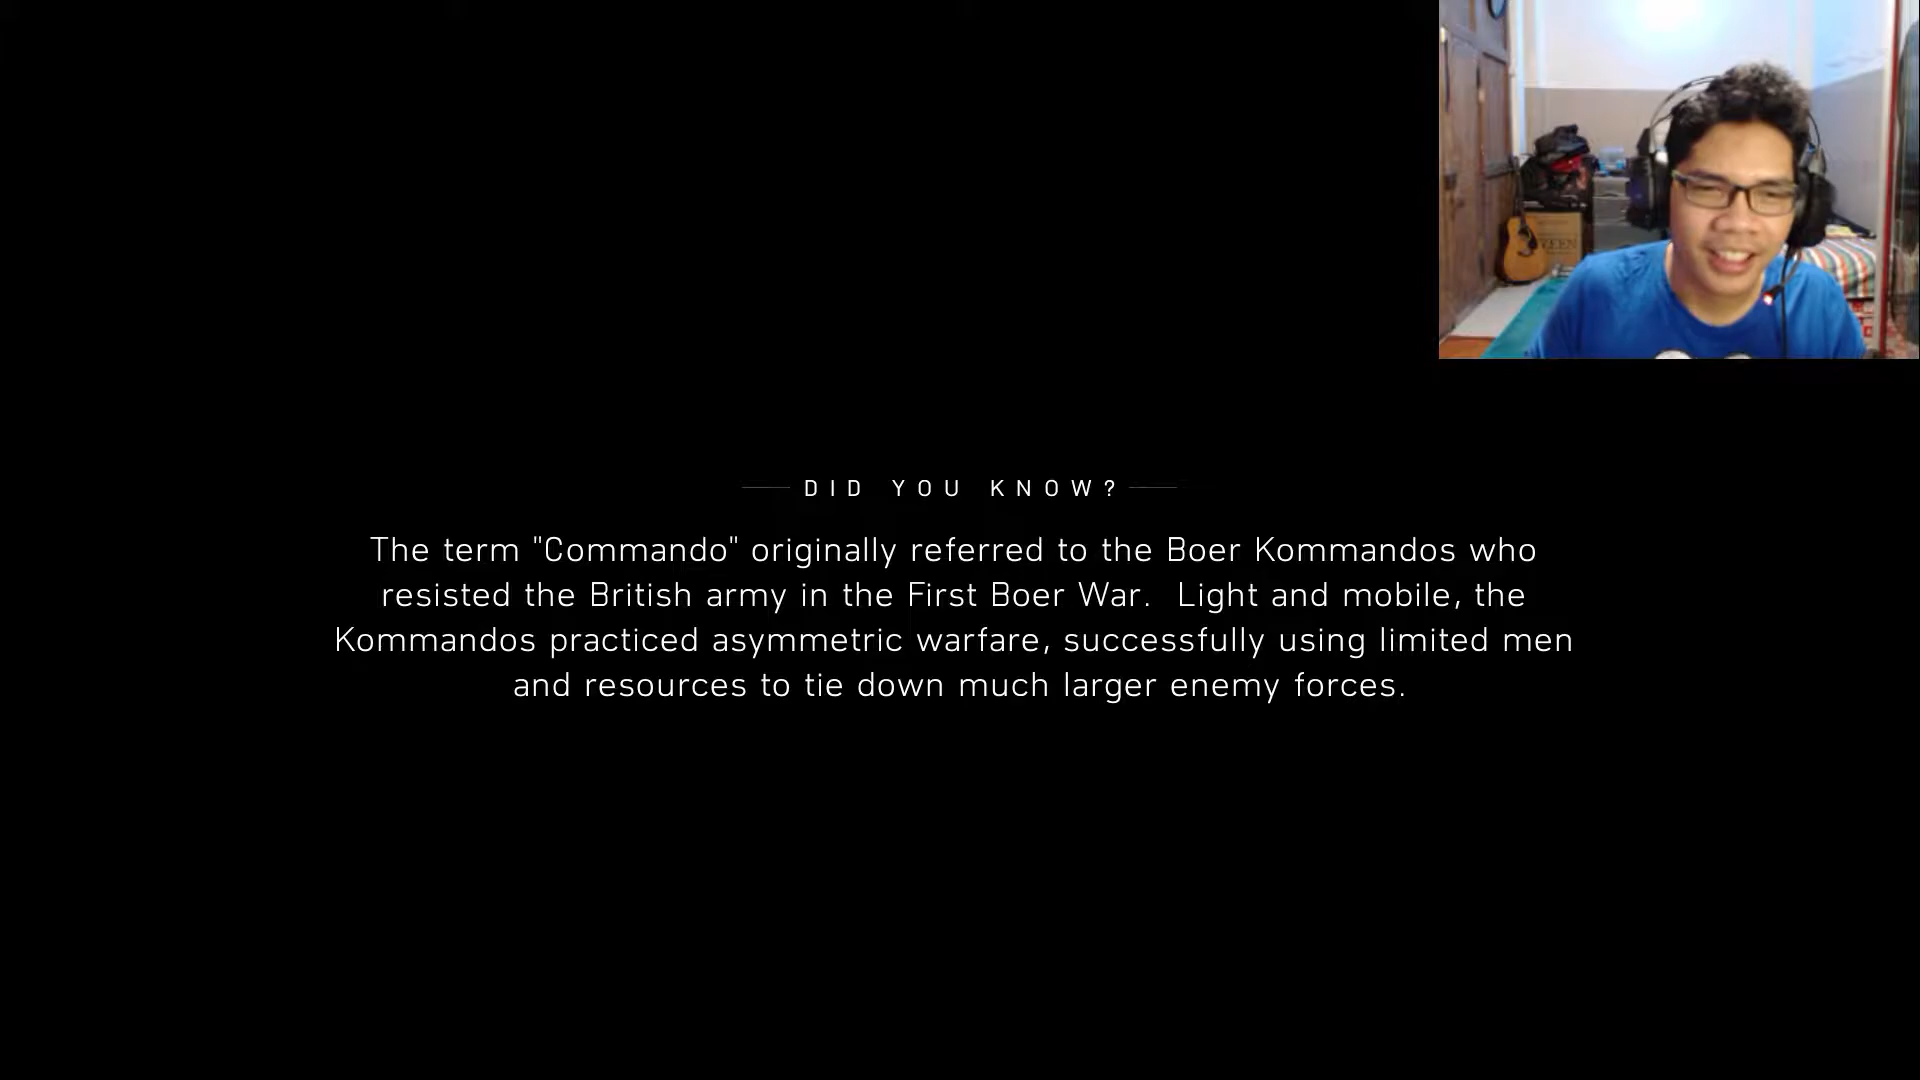 DID YOU KNOW?
The term "Commando" originally referred to the Boer Kommandos who
resisted the British army in the First Boer War.  Light and mobile, the
Kommandos practiced asymmetric warfare, successfully using limited men
and resources to tie down much larger enemy forces.